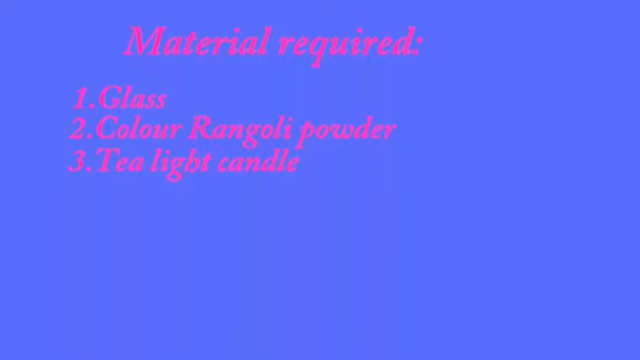 Material required:
1.Glass
2.Colour Rangoli powder
3.Tea light candle